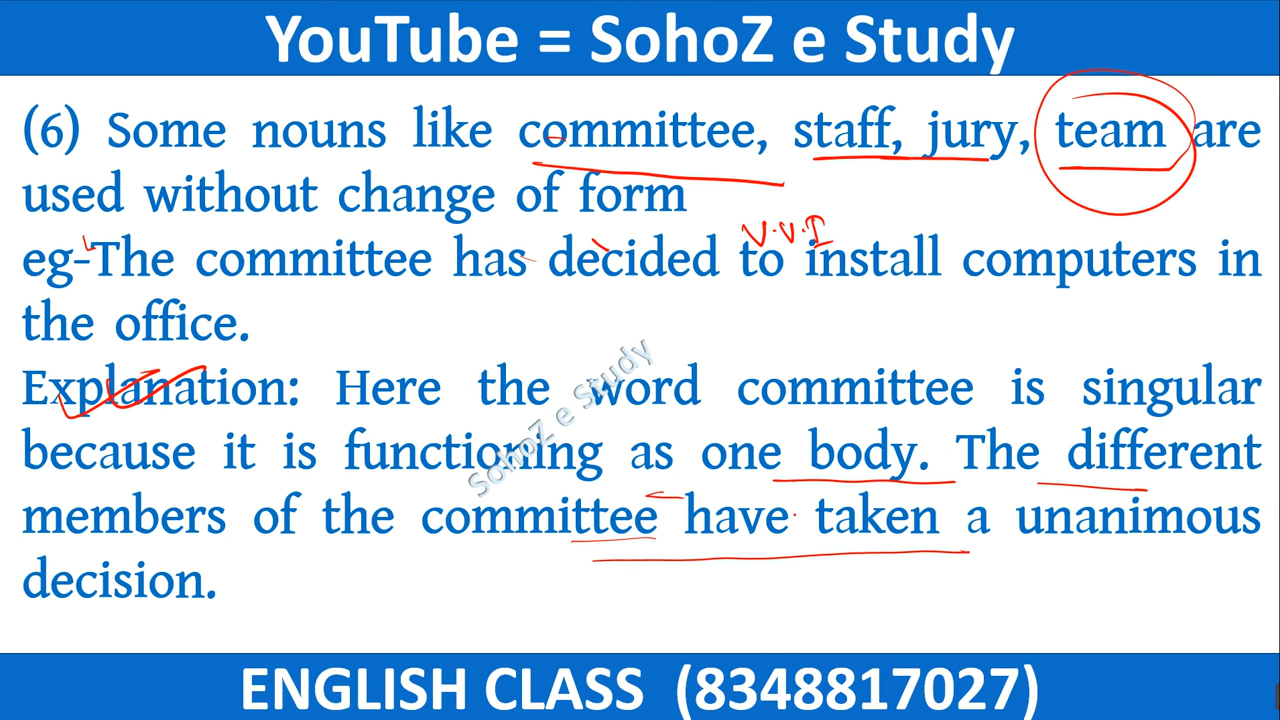 YouTube = SohoZ e Study
(6) Some nouns like committee, staff, jury, team are
used without change of form
V.V.I
eg-The committee has decided to install computers in
the office.
Explanation: Here the word committee is singular
because it is functioning as one body. The different
members of the committee have taken a unanimous
decision.
SohoZ e Study
ENGLISH CLASS (8348817027)